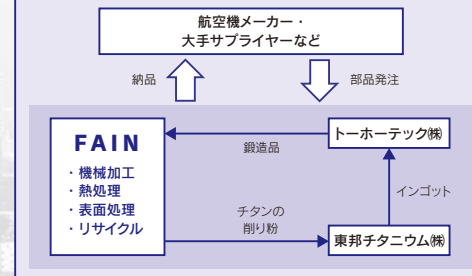 航空機メーカー・
大手サプライヤーなど
納品
部品発注
FAIN
・機械加工
・熱処理
・表面処理
・リサイクル
鍛造品
トーホーテック㈱
インゴット
チタンの
削り粉
東邦チタニウム㈱